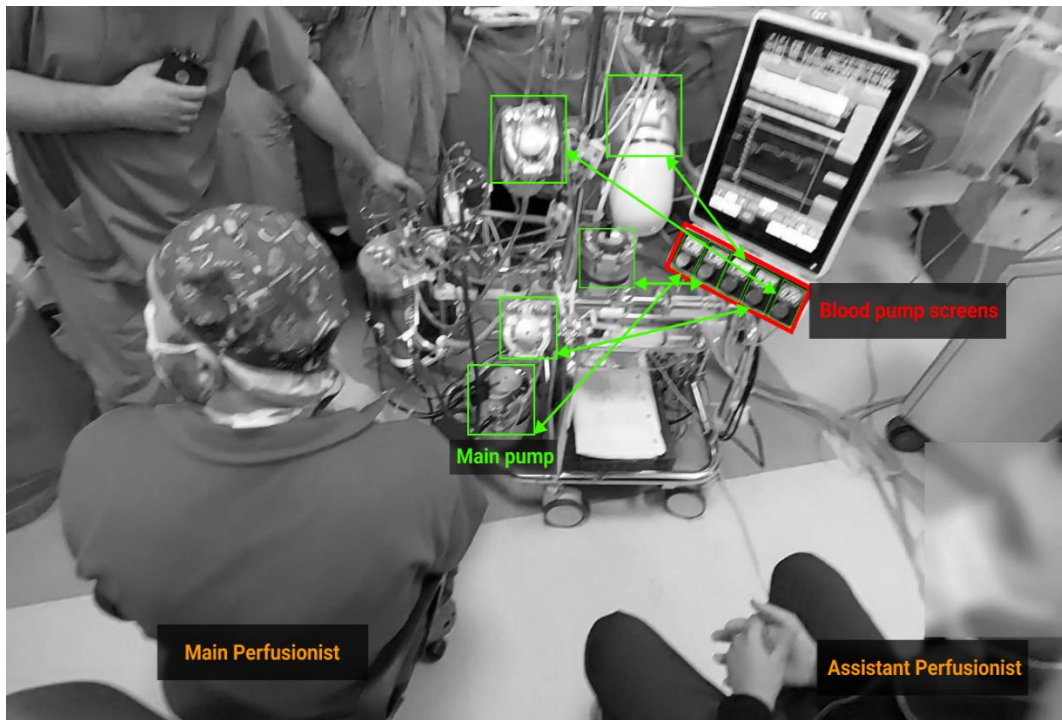 Blood pump screens
Main pump
Main Perfusionist
Assistant Perfusionist